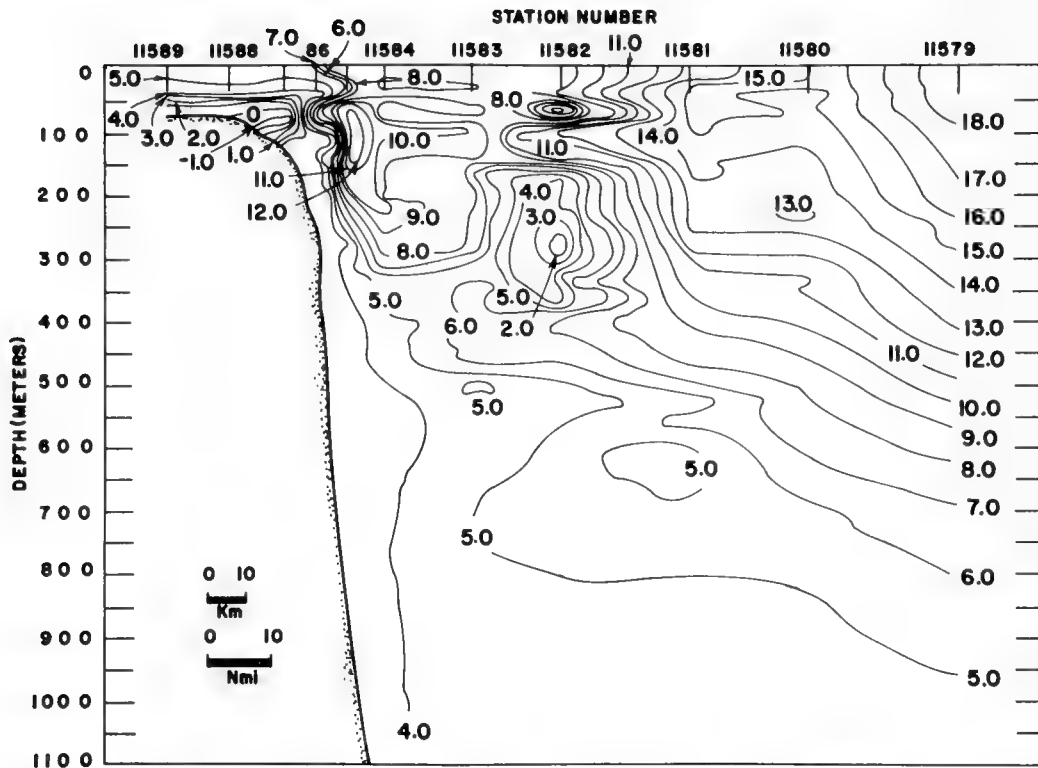 STATION NUMBER
11589 11588 86 11584 11583 11582 11581 11580 11579
7.0 6.0 11.0
0
5.0 8.0 15.0
4.0 8.0 18.0
3.0 2.0 0 14.0
100 10.0
-1.0 1.0 11.0
11.0 4.0 17.0
200 12.0 9.0 3.0 13.0 16.0
8.0 15.0
300 5.0 5.0 14.0
6.0 2.0 13.0
400 11.0 12.0
500 5.0 10.0
9.0
600 5.0 8.0
7.0
700
5.0
800 6.0
0 10
Km
900 0 10
Nmi 5.0
1000 4.0
1100
DEPTH (METERS)